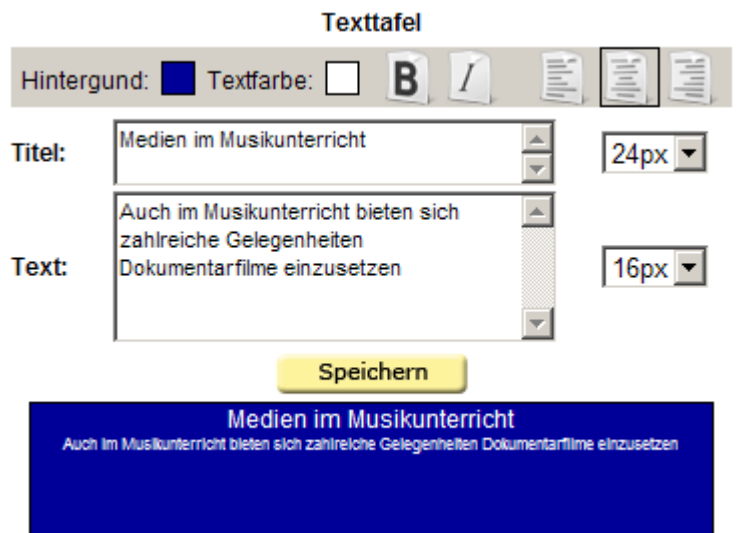 Texttafel
Hintergund: Textfarbe: B I
Titel: Medien im Musikunterricht 24px
Auch im Musikunterricht bieten sich
zahlreiche Gelegenheiten
Text: Dokumentarfilme einzusetzen 16px
Speichern
Medien im Musikunterricht
Auch im Musikunterricht bieten sich zahlreiche Gelegenheiten Dokumentarfilme einzusetzen